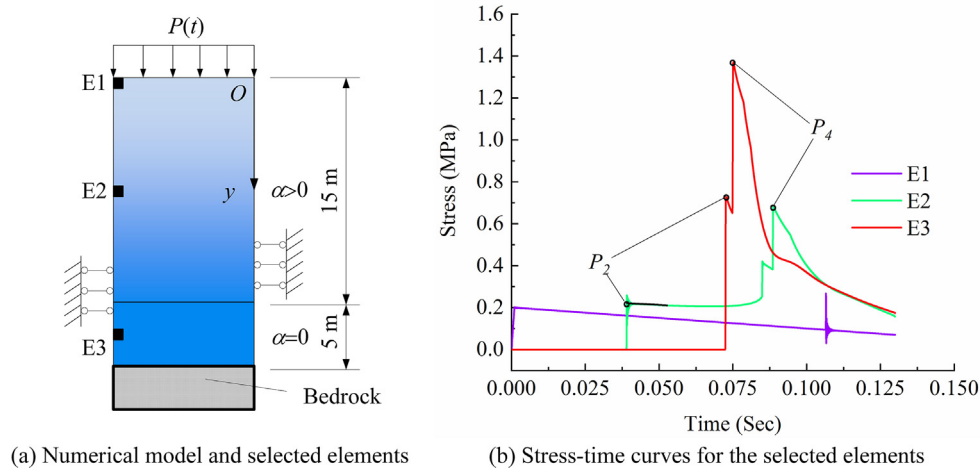 P(t)
E1
O
E2
y
α>0
15 m
E3
α=0
5 m
Bedrock
(a) Numerical model and selected elements
1.6
1.4
1.2
1.0
0.8
0.6
0.4
0.2
0.0
Stress (MPa)
P4
P2
E1
E2
E3
0.000 0.025 0.050 0.075 0.100 0.125 0.150
Time (Sec)
(b) Stress-time curves for the selected elements